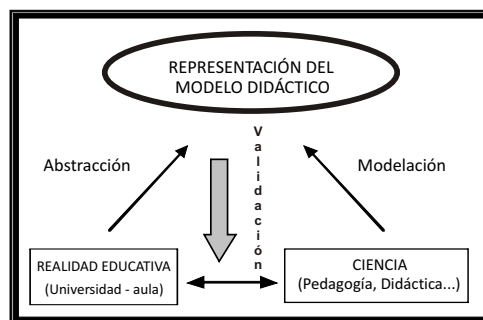 REPRESENTACIÓN DEL
MODELO DIDÁCTICO
Validación
Abstracción
Modelación
REALIDAD EDUCATIVA
(Universidad - aula)
CIENCIA
(Pedagogía, Didáctica...)